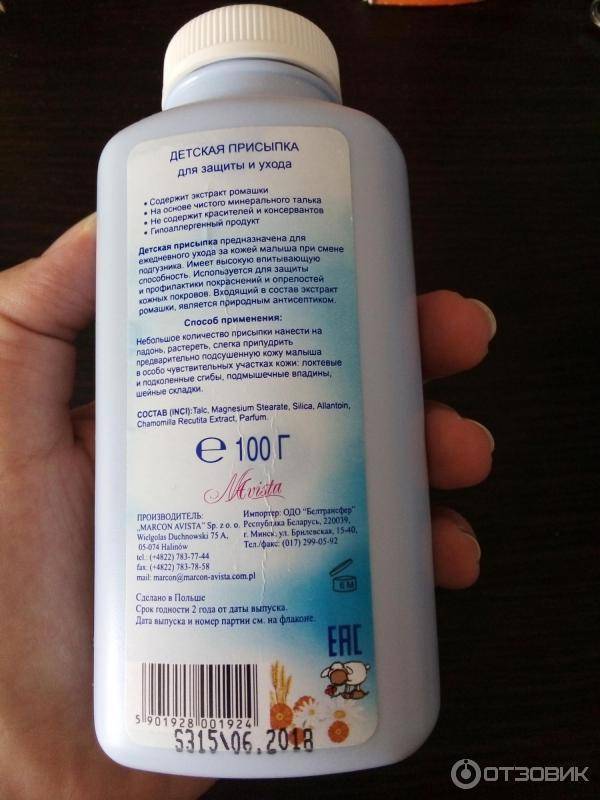 ДЕТСКАЯ ПРИСЫПКА
для защиты и ухода
• Содержит экстракт ромашки
• На основе чистого минерального талька
• Не содержит красителей и консервантов
• Гипоаллергенный продукт
Детская присыпка предназначена для
ежедневного ухода за кожей малыша при смене
подгузника. Имеет высокую впитывающую
способность. Используется для защиты
и профилактики покраснений и опрелостей
кожных покровов. Входящий в состав экстракт
ромашки, является природным антисептиком.
Способ применения:
Небольшое количество присыпки нанести на
ладонь, растереть, слегка припудрить
предварительно подсушенную кожу малыша
в особо чувствительных участках кожи: локтевые
и подколенные сгибы, подмышечные впадины,
шейные складки.
СОСТАВ (INCI):Talc, Magnesium Stearate, Silica, Allantoin,
Chamomilla Recutita Extract, Parfum.
℮ 100 Г
MAvista
ПРОИЗВОДИТЕЛЬ:
„MARCON AVISTA" Sp. z o. o.
Wielgolas Duchnowski 75 A,
05-074 Halinów
tel.: (+4822) 783-77-44
fax: (+4822) 783-78-58
mail: marcon@marcon-avista.com.pl
Импортер: ОДО "Белтрансфер"
Республика Беларусь, 220039,
г. Минск, ул. Брилевская, 15-40,
Тел./факс: (017) 299-05-92
6 M
Сделано в Польше
Срок годности 2 года от даты выпуска.
Дата выпуска и номер партии см. на флаконе.
EAC
5 901928 001924
S315\06.2018
ОТЗОВИК